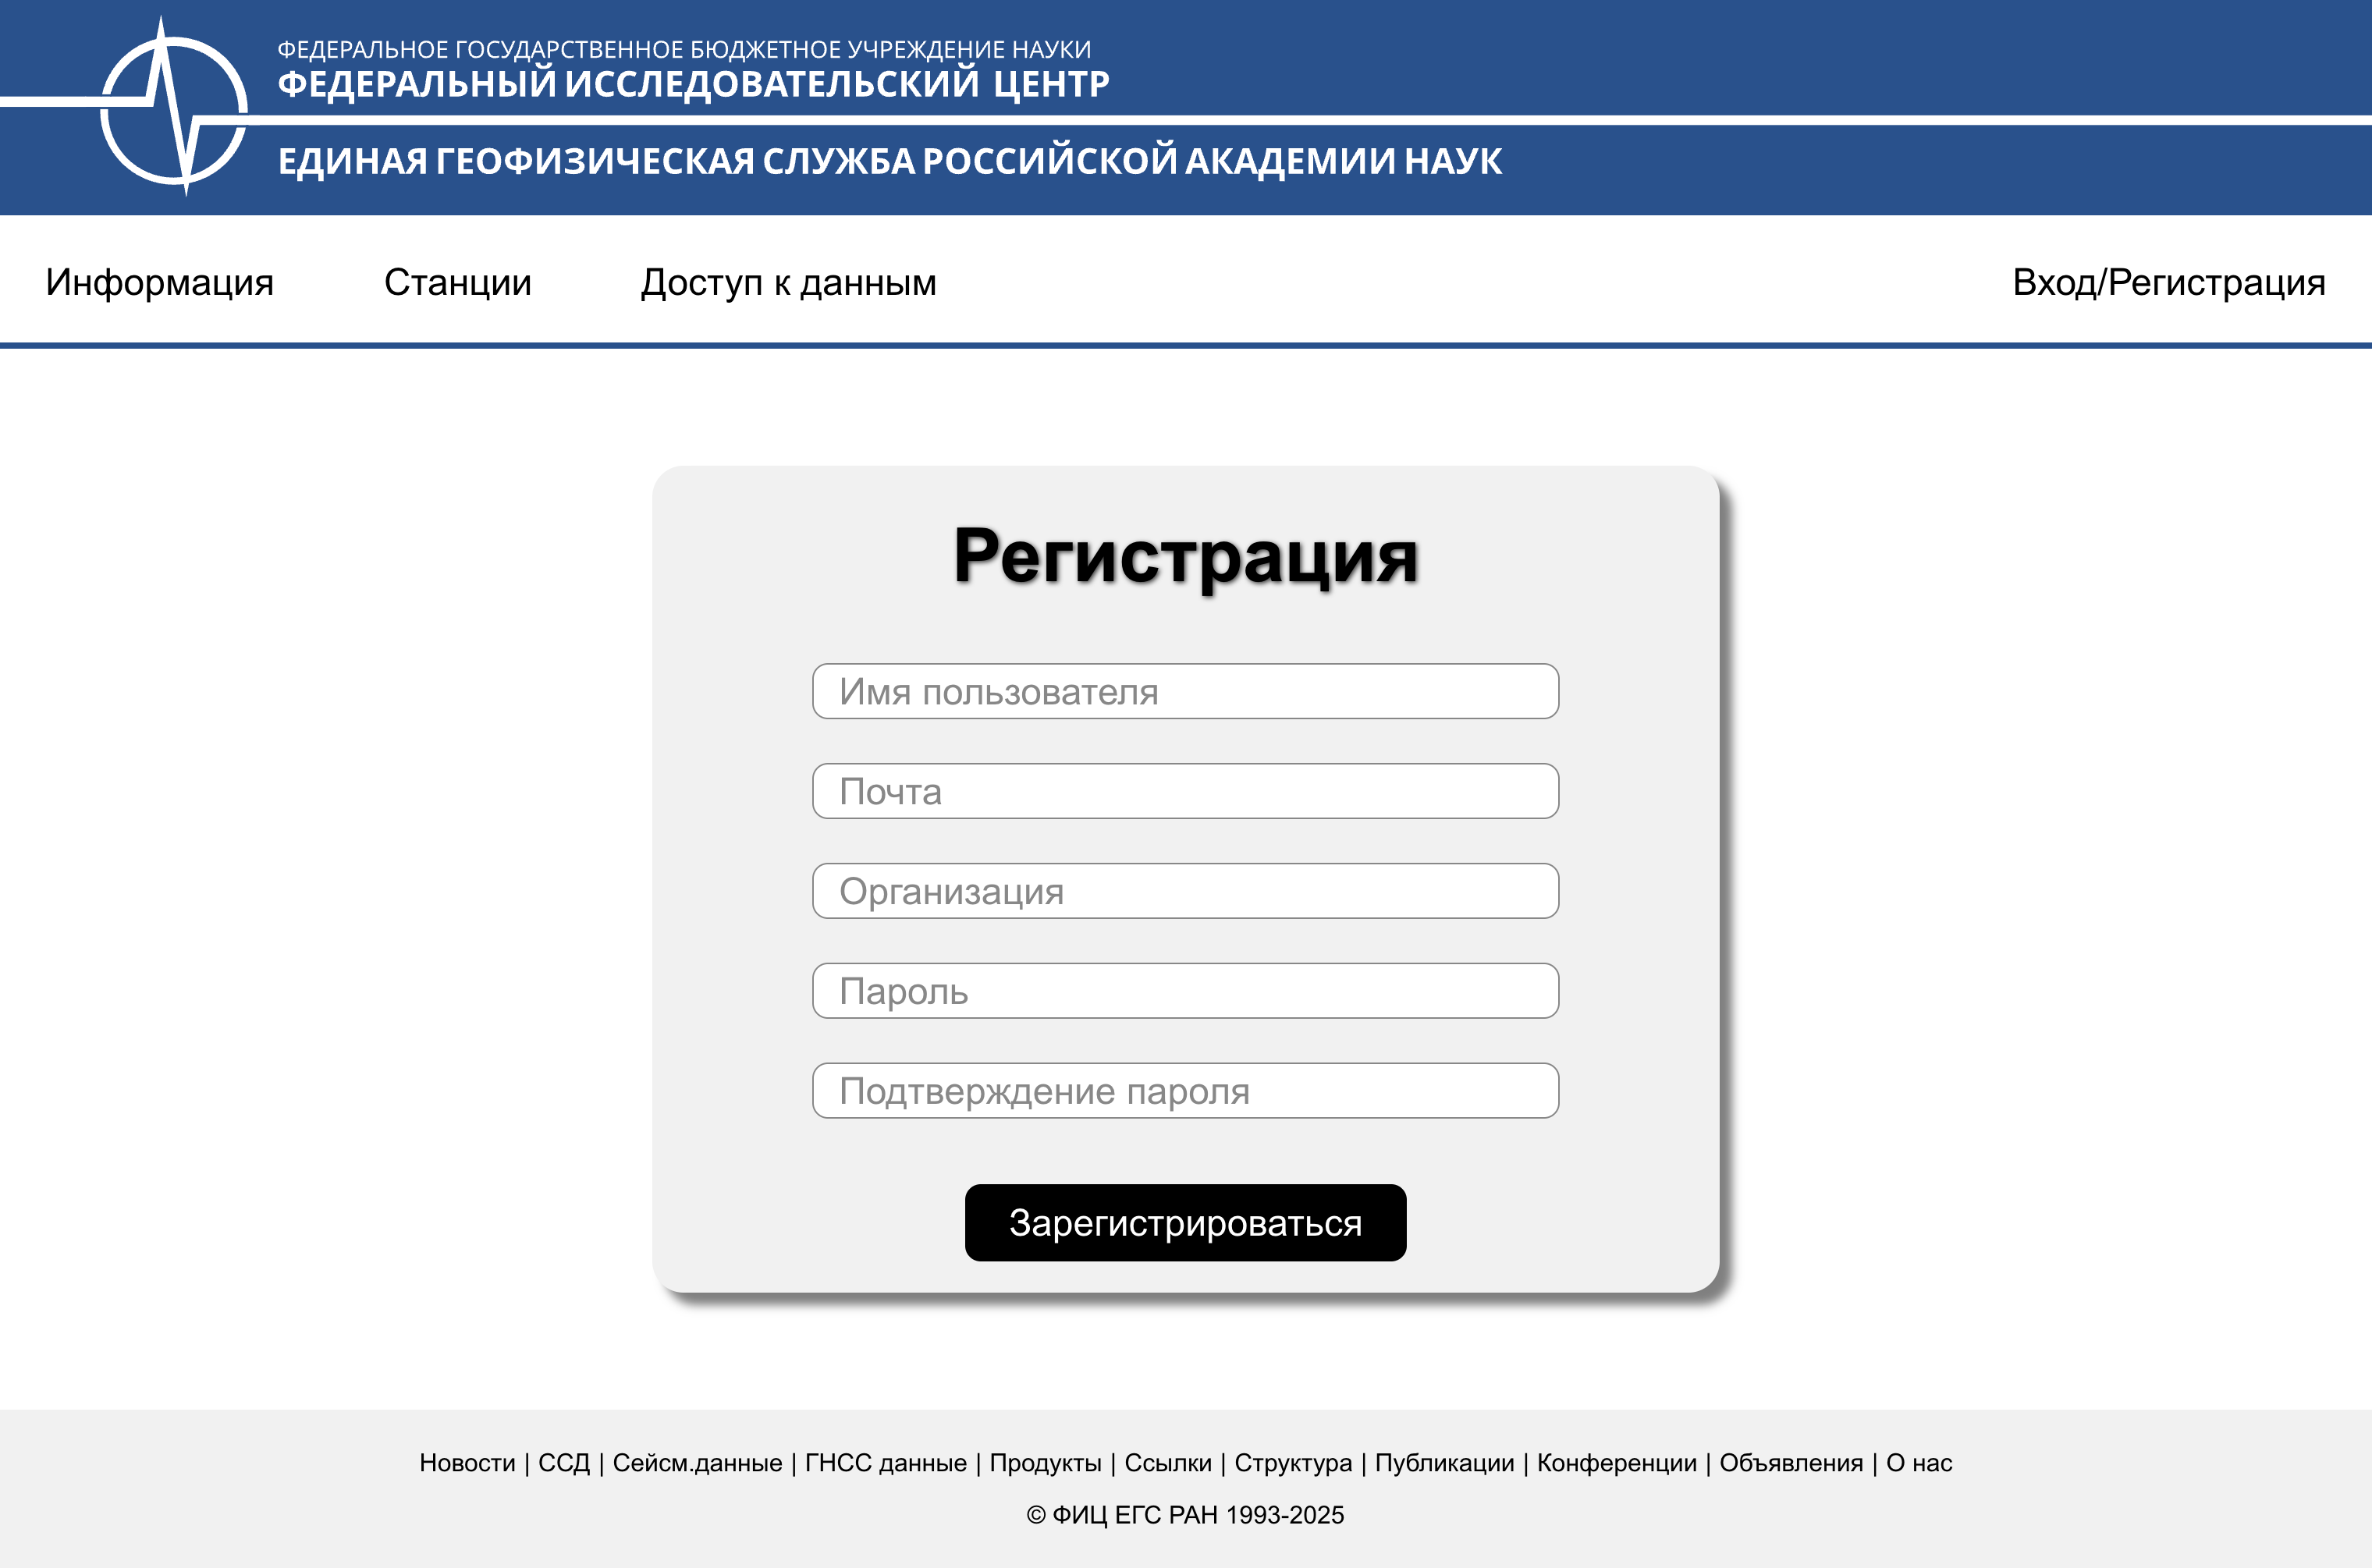 ФЕДЕРАЛЬНОЕ ГОСУДАРСТВЕННОЕ БЮДЖЕТНОЕ УЧРЕЖДЕНИЕ НАУКИ
ФЕДЕРАЛЬНЫЙ ИССЛЕДОВАТЕЛЬСКИЙ ЦЕНТР
ЕДИНАЯ ГЕОФИЗИЧЕСКАЯ СЛУЖБА РОССИЙСКОЙ АКАДЕМИИ НАУК
Информация Станции Доступ к данным Вход/Регистрация
Регистрация
Имя пользователя
Почта
Организация
Пароль
Подтверждение пароля
Зарегистрироваться
Новости | ССД | Сейсм.данные | ГНСС данные | Продукты | Ссылки | Структура | Публикации | Конференции | Объявления | О нас
© ФИЦ ЕГС РАН 1993-2025